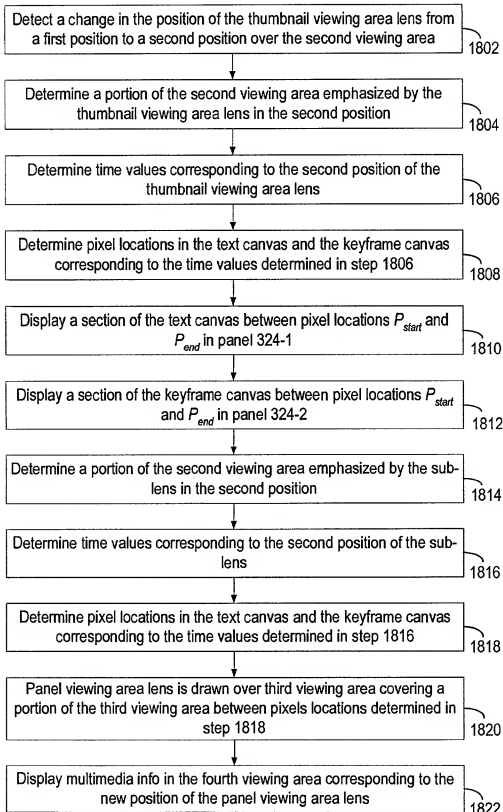 Detect a change in the position of the thumbnail viewing area lens from
a first position to a second position over the second viewing area
1802
Determine a portion of the second viewing area emphasized by the
thumbnail viewing area lens in the second position
1804
Determine time values corresponding to the second position of the
thumbnail viewing area lens
1806
Determine pixel locations in the text canvas and the keyframe canvas
corresponding to the time values determined in step 1806
1808
Display a section of the text canvas between pixel locations Pstart and
Pend in panel 324-1
1810
Display a section of the keyframe canvas between pixel locations Pstart
and Pend in panel 324-2
1812
Determine a portion of the second viewing area emphasized by the sub-
lens in the second position
1814
Determine time values corresponding to the second position of the sub-
lens
1816
Determine pixel locations in the text canvas and the keyframe canvas
corresponding to the time values determined in step 1816
1818
Panel viewing area lens is drawn over third viewing area covering a
portion of the third viewing area between pixels locations determined in
step 1818
1820
Display multimedia info in the fourth viewing area corresponding to the
new position of the panel viewing area lens
1822